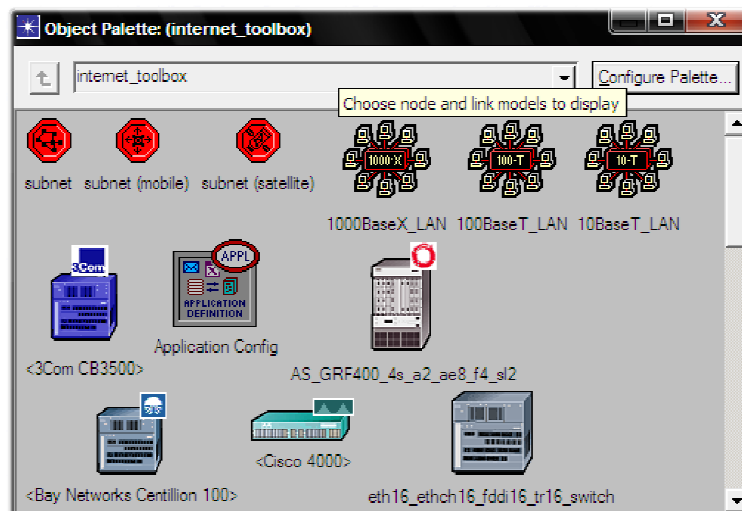 Object Palette: (internet_toolbox)
internet_toolbox
Configure Palette...
Choose node and link models to display
subnet subnet (mobile) subnet (satellite)
1000-X 100-T 10-T
1000BaseX_LAN 100BaseT_LAN 10BaseT_LAN
3Com
APPL
APPLICATION
DEFINITION
Application Config
<3Com CB3500>
AS_GRF400_4s_a2_ae8_f4_sl2
<Cisco 4000>
<Bay Networks Centillion 100>
eth16_ethch16_fddi16_tr16_switch